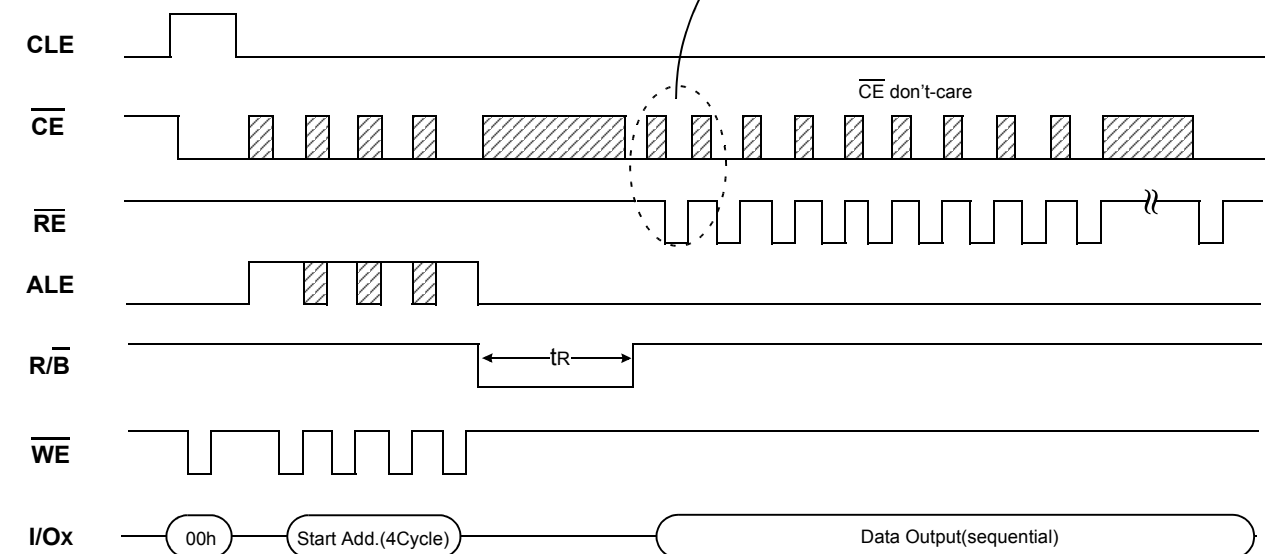 CLE
CE don't-care
CE
RE
ALE
R/B
tR
WE
I/Ox
00h
Start Add.(4Cycle)
Data Output(sequential)